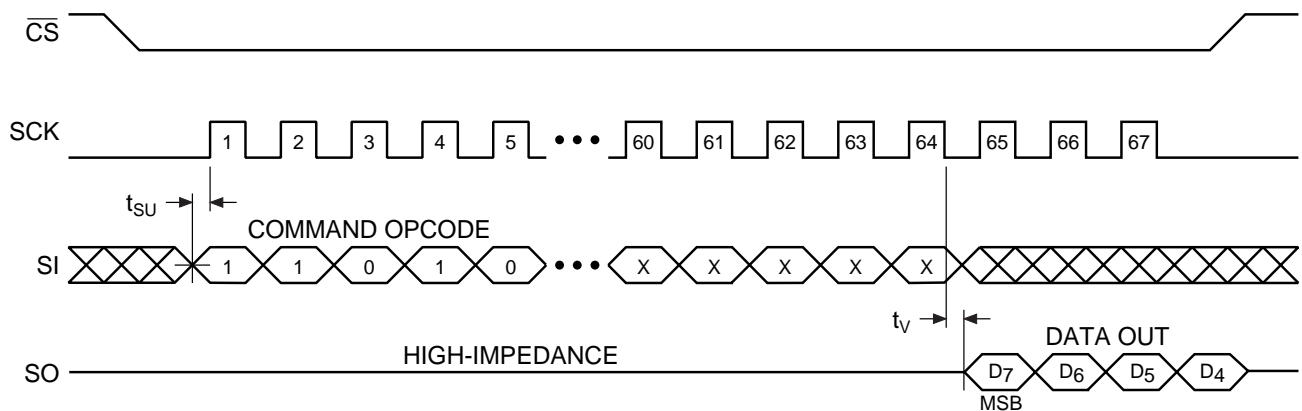 CS
SCK 1 2 3 4 5 ••• 60 61 62 63 64 65 66 67
tSU
COMMAND OPCODE
SI 1 1 0 1 0 ••• X X X X X
tV
HIGH-IMPEDANCE
DATA OUT
SO D7 D6 D5 D4
MSB